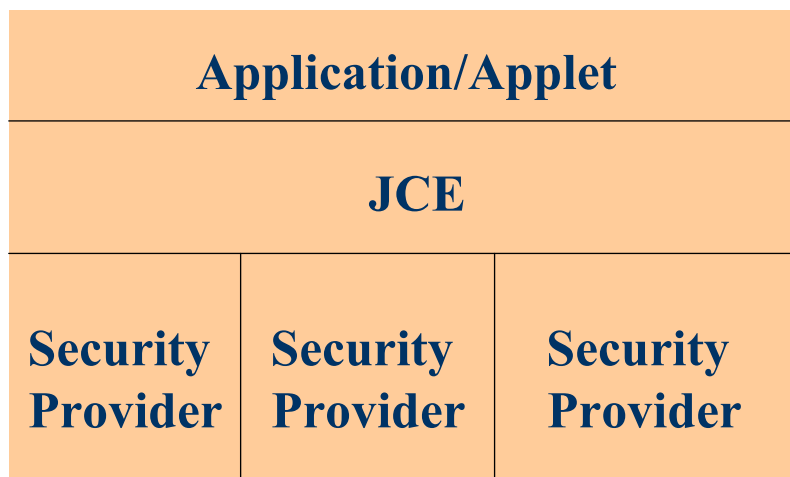 Application/Applet
JCE
Security
Provider
Security
Provider
Security
Provider